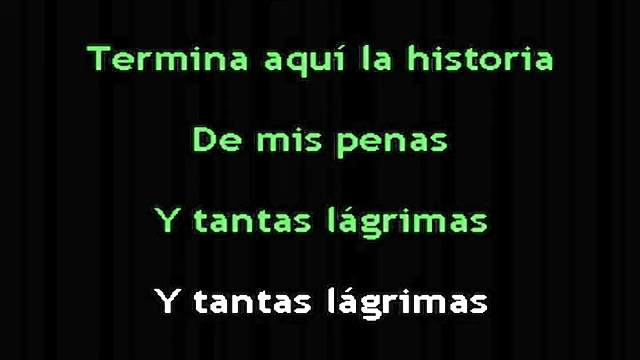 Termina aquí la historia
De mis penas
Y tantas lágrimas
Y tantas lágrimas